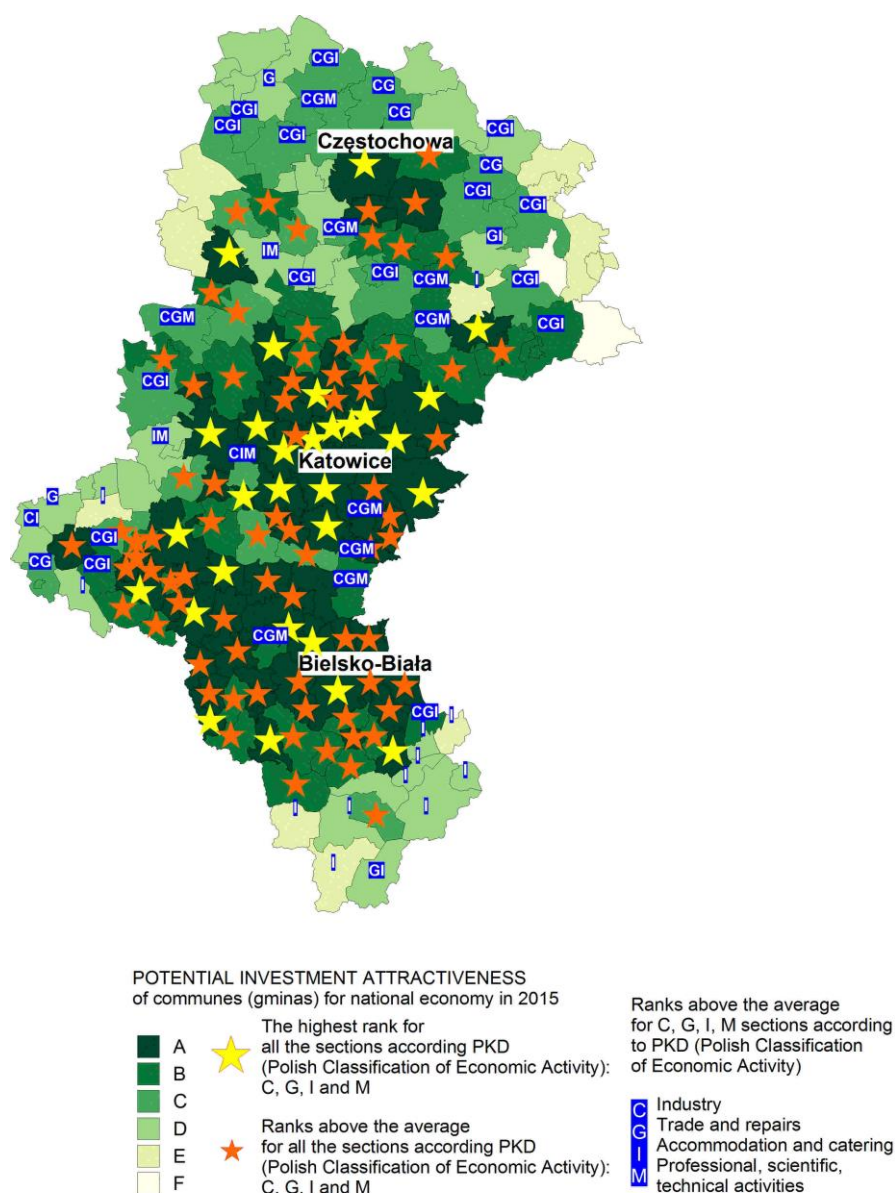 CGI
G
CG
CGM
CGI
CG
CGI
CGI
CGI
Częstochowa
CG
CGI
CGI
CGM
GI
IM
CGI
CGI
CGM
I
CGI
CGM
CGM
CGI
CGI
IM
CIM
Katowice
G
I
CGM
CI
CGI
CGM
CG
CGI
CGM
I
CGM
Bielsko-Biała
CGI
I
I
I
I
I
I
I
I
I
GI
POTENTIAL INVESTMENT ATTRACTIVENESS
of communes (gminas) for national economy in 2015
A
B
C
D
E
F
The highest rank for
all the sections according PKD
(Polish Classification of Economic Activity):
C, G, I and M
Ranks above the average
for all the sections according PKD
(Polish Classification of Economic Activity):
C, G, I and M
Ranks above the average
for C, G, I, M sections according
to PKD (Polish Classification
of Economic Activity)
C Industry
G Trade and repairs
I Accommodation and catering
M Professional, scientific,
technical activities